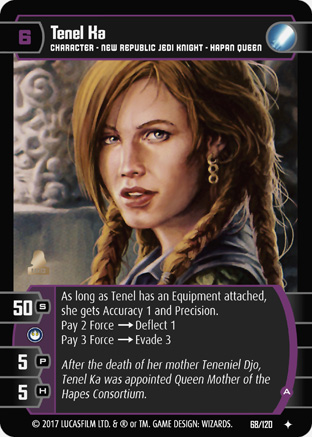 6
Tenel Ka
CHARACTER - NEW REPUBLIC JEDI KNIGHT - HAPAN QUEEN
50 S
As long as Tenel has an Equipment attached,
she gets Accuracy 1 and Precision.
Pay 2 Force → Deflect 1
Pay 3 Force → Evade 3
5 P
After the death of her mother Teneniel Djo,
Tenel Ka was appointed Queen Mother of the
Hapes Consortium.
5 H
A
© 2017 LUCASFILM LTD. & ® or TM. GAME DESIGN: WIZARDS.
68/120